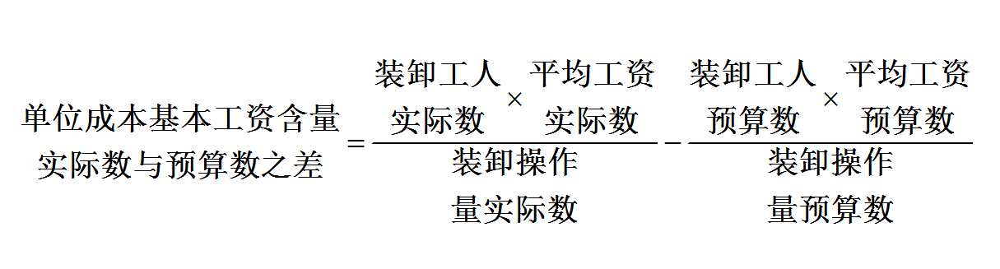 装卸工人 平均工资 装卸工人 平均工资
× ×
单位成本基本工资含量 实际数 实际数 预算数 预算数
= －
实际数与预算数之差 装卸操作 装卸操作
量实际数 量预算数